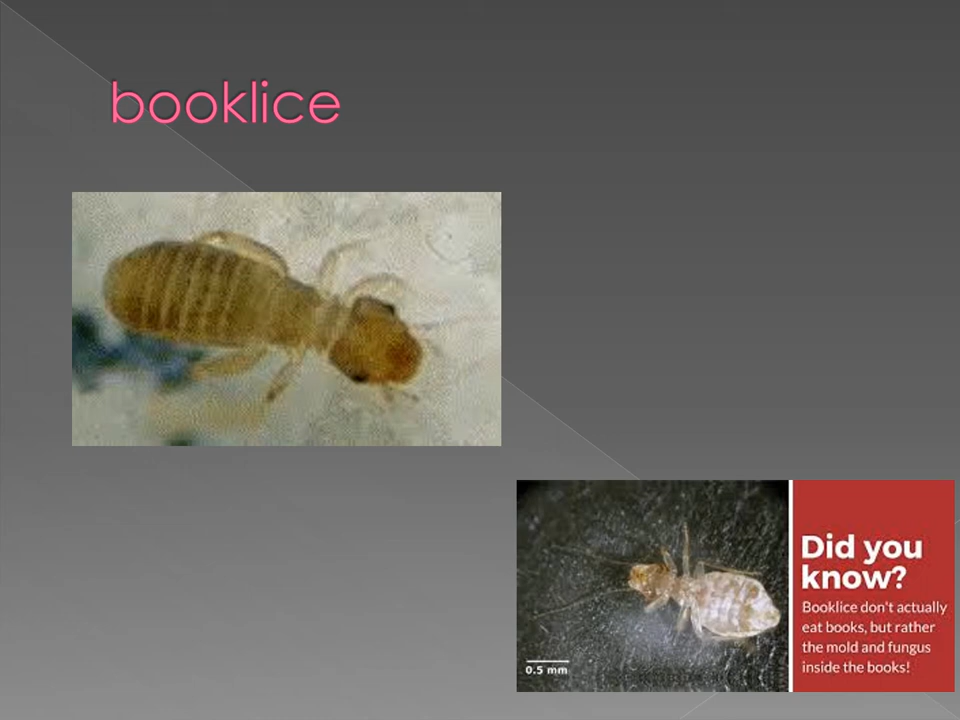 booklice
Did you
know?
Booklice don't actually
eat books, but rather
the mold and fungus
inside the books!
0.5 mm